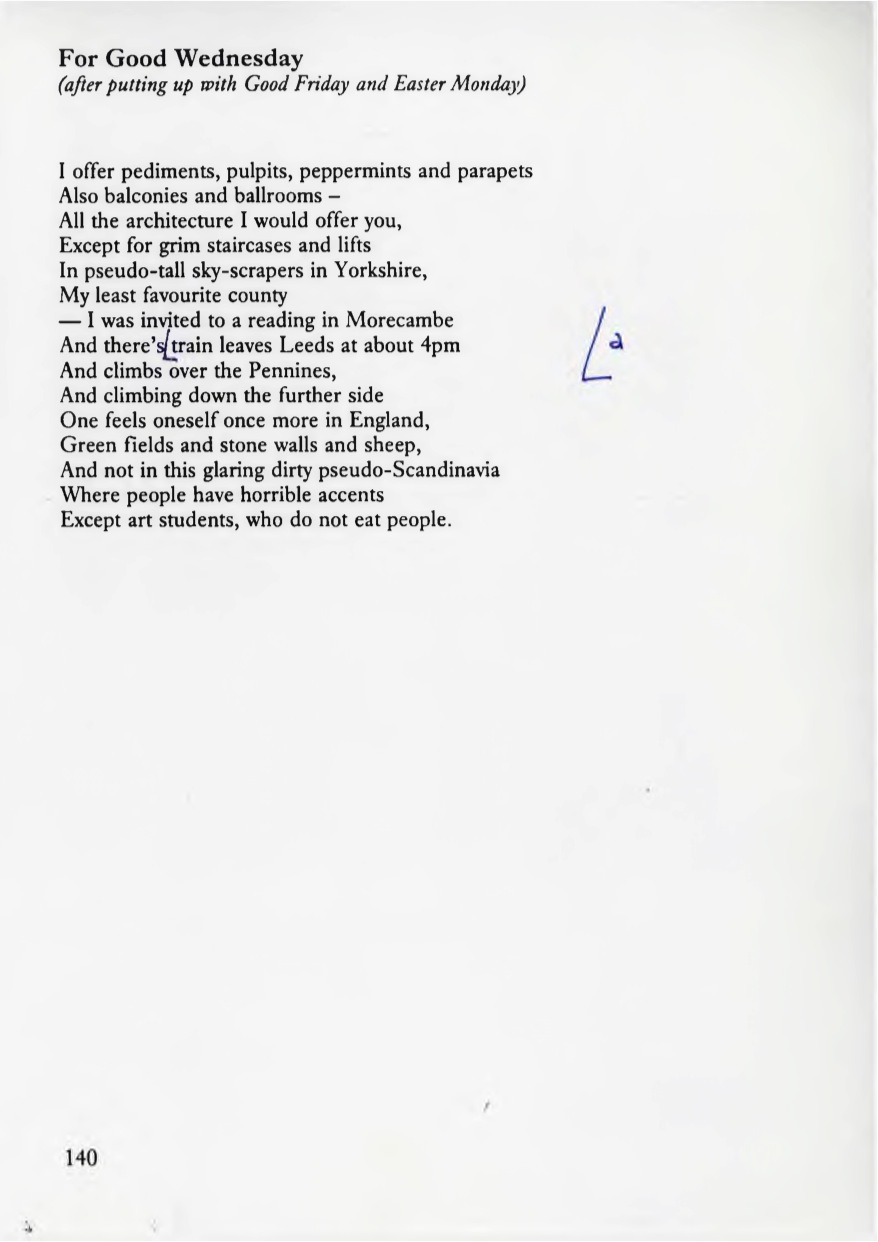 For Good Wednesday
(after putting up with Good Friday and Easter Monday)
I offer pediments, pulpits, peppermints and parapets
Also balconies and ballrooms –
All the architecture I would offer you,
Except for grim staircases and lifts
In pseudo-tall sky-scrapers in Yorkshire,
My least favourite county
— I was invited to a reading in Morecambe
And there's train leaves Leeds at about 4pm
a
And climbs over the Pennines,
And climbing down the further side
One feels oneself once more in England,
Green fields and stone walls and sheep,
And not in this glaring dirty pseudo-Scandinavia
Where people have horrible accents
Except art students, who do not eat people.
140